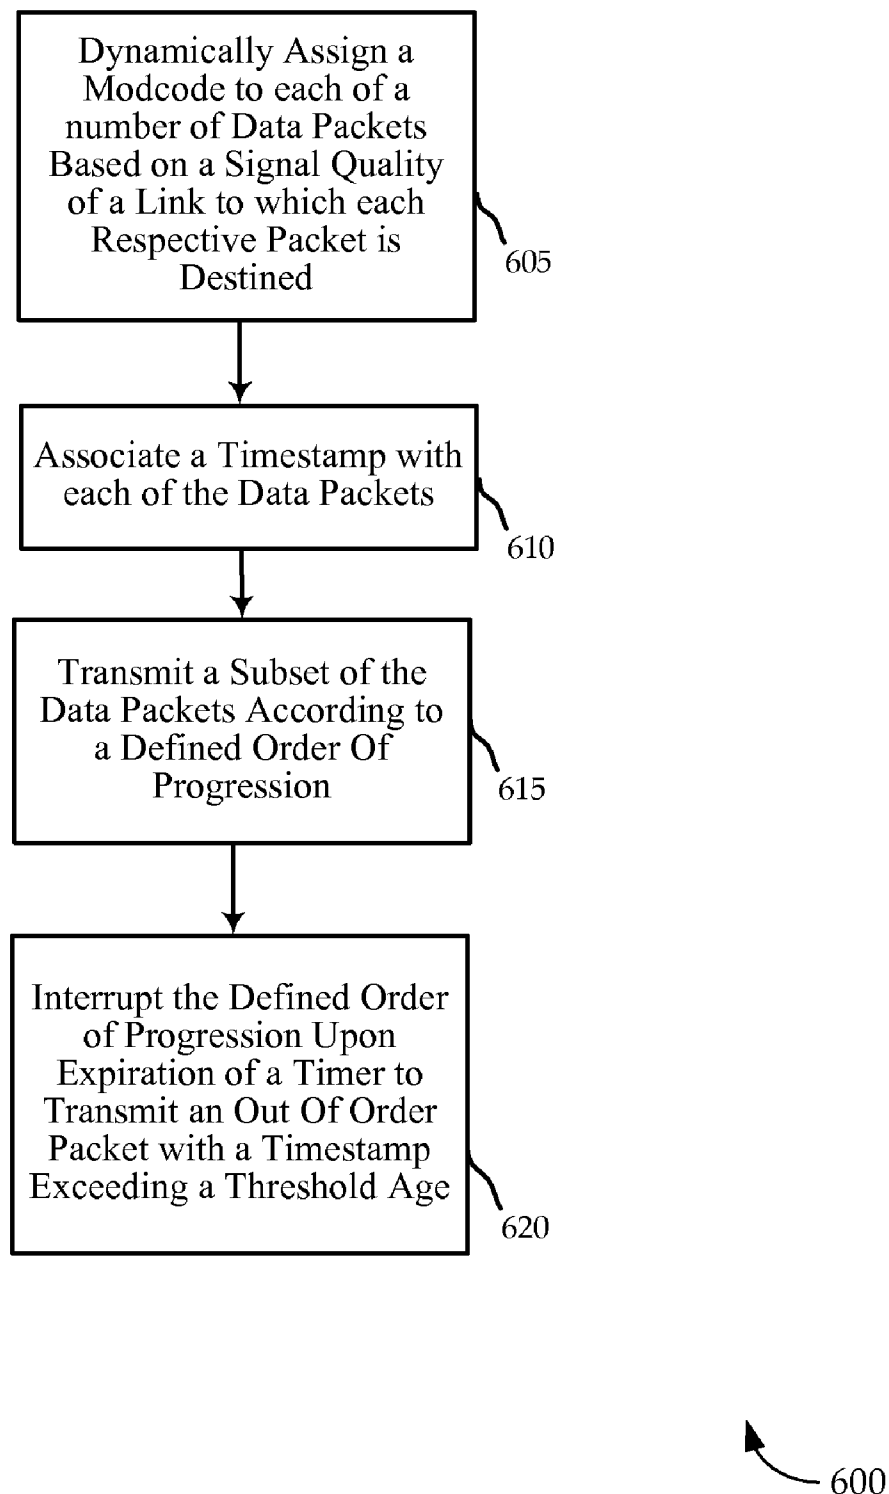 Dynamically Assign a
Modcode to each of a
number of Data Packets
Based on a Signal Quality
of a Link to which each
Respective Packet is
Destined
605
Associate a Timestamp with
each of the Data Packets
610
Transmit a Subset of the
Data Packets According to
a Defined Order Of
Progression
615
Interrupt the Defined Order
of Progression Upon
Expiration of a Timer to
Transmit an Out Of Order
Packet with a Timestamp
Exceeding a Threshold Age
620
600